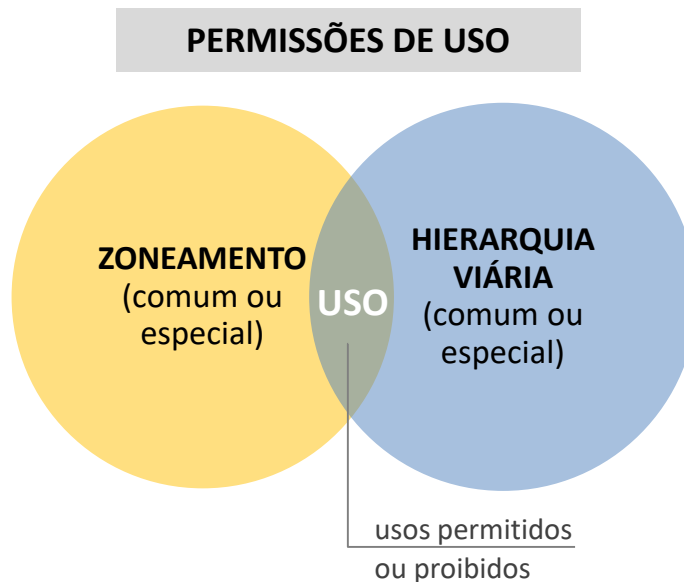 PERMISSÕES DE USO
ZONEAMENTO
(comum ou
especial)
USO
HIERARQUIA
VIÁRIA
(comum ou
especial)
usos permitidos
ou proibidos